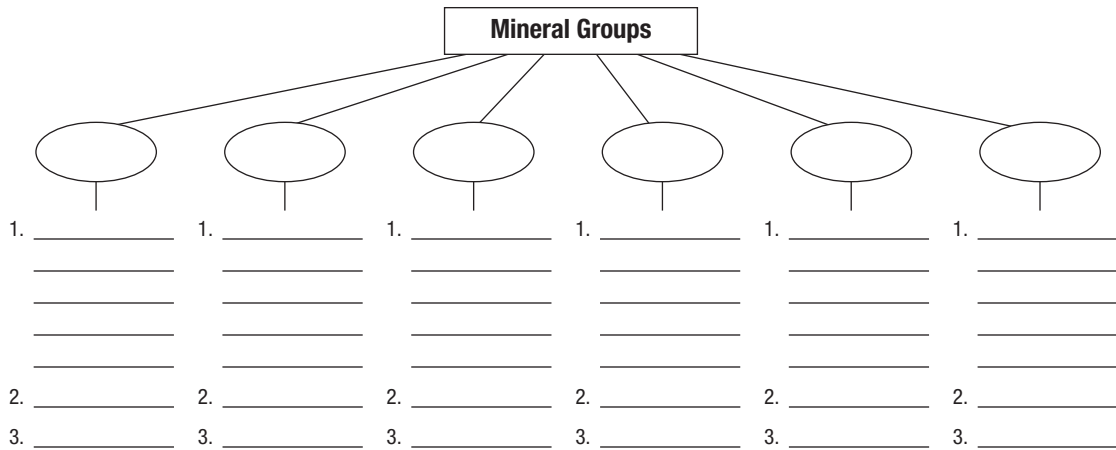 Mineral Groups
1. 1. 1. 1. 1. 1.
2. 2. 2. 2. 2. 2.
3. 3. 3. 3. 3. 3.